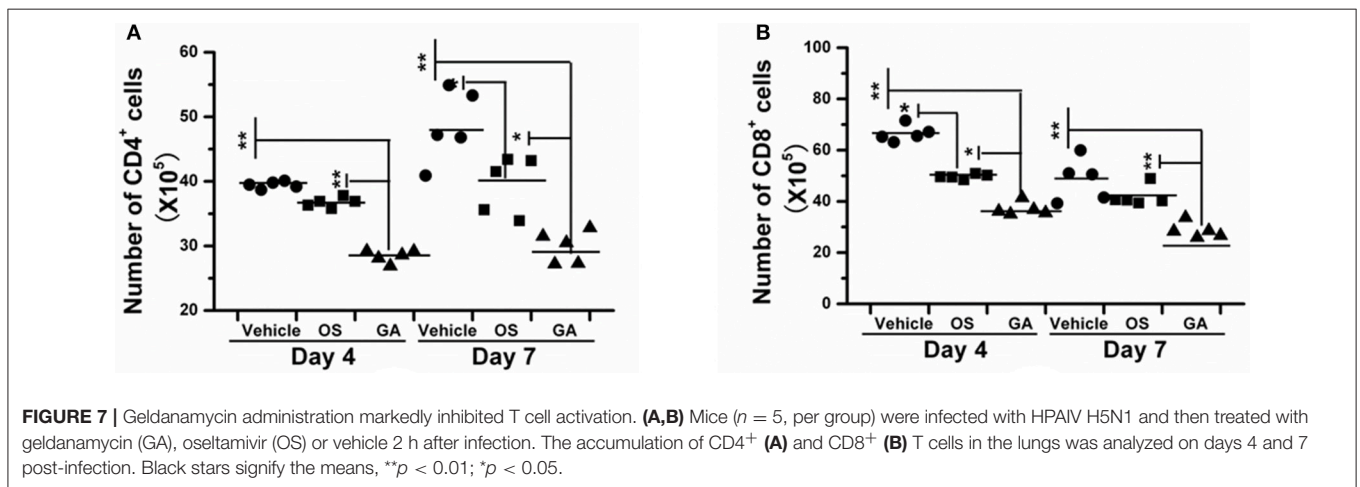 A
Number of CD4⁺ cells
(X10⁵)
60
50
40
30
20
** ** ** * *
Vehicle OS GA Vehicle OS GA
Day 4 Day 7
B
Number of CD8⁺ cells
(X10⁵)
100
80
60
40
20
0
** * * ** **
Vehicle OS GA Vehicle OS GA
Day 4 Day 7
FIGURE 7 | Geldanamycin administration markedly inhibited T cell activation. (A,B) Mice (n = 5, per group) were infected with HPAIV H5N1 and then treated with
geldanamycin (GA), oseltamivir (OS) or vehicle 2 h after infection. The accumulation of CD4⁺ (A) and CD8⁺ (B) T cells in the lungs was analyzed on days 4 and 7
post-infection. Black stars signify the means, **p < 0.01; *p < 0.05.